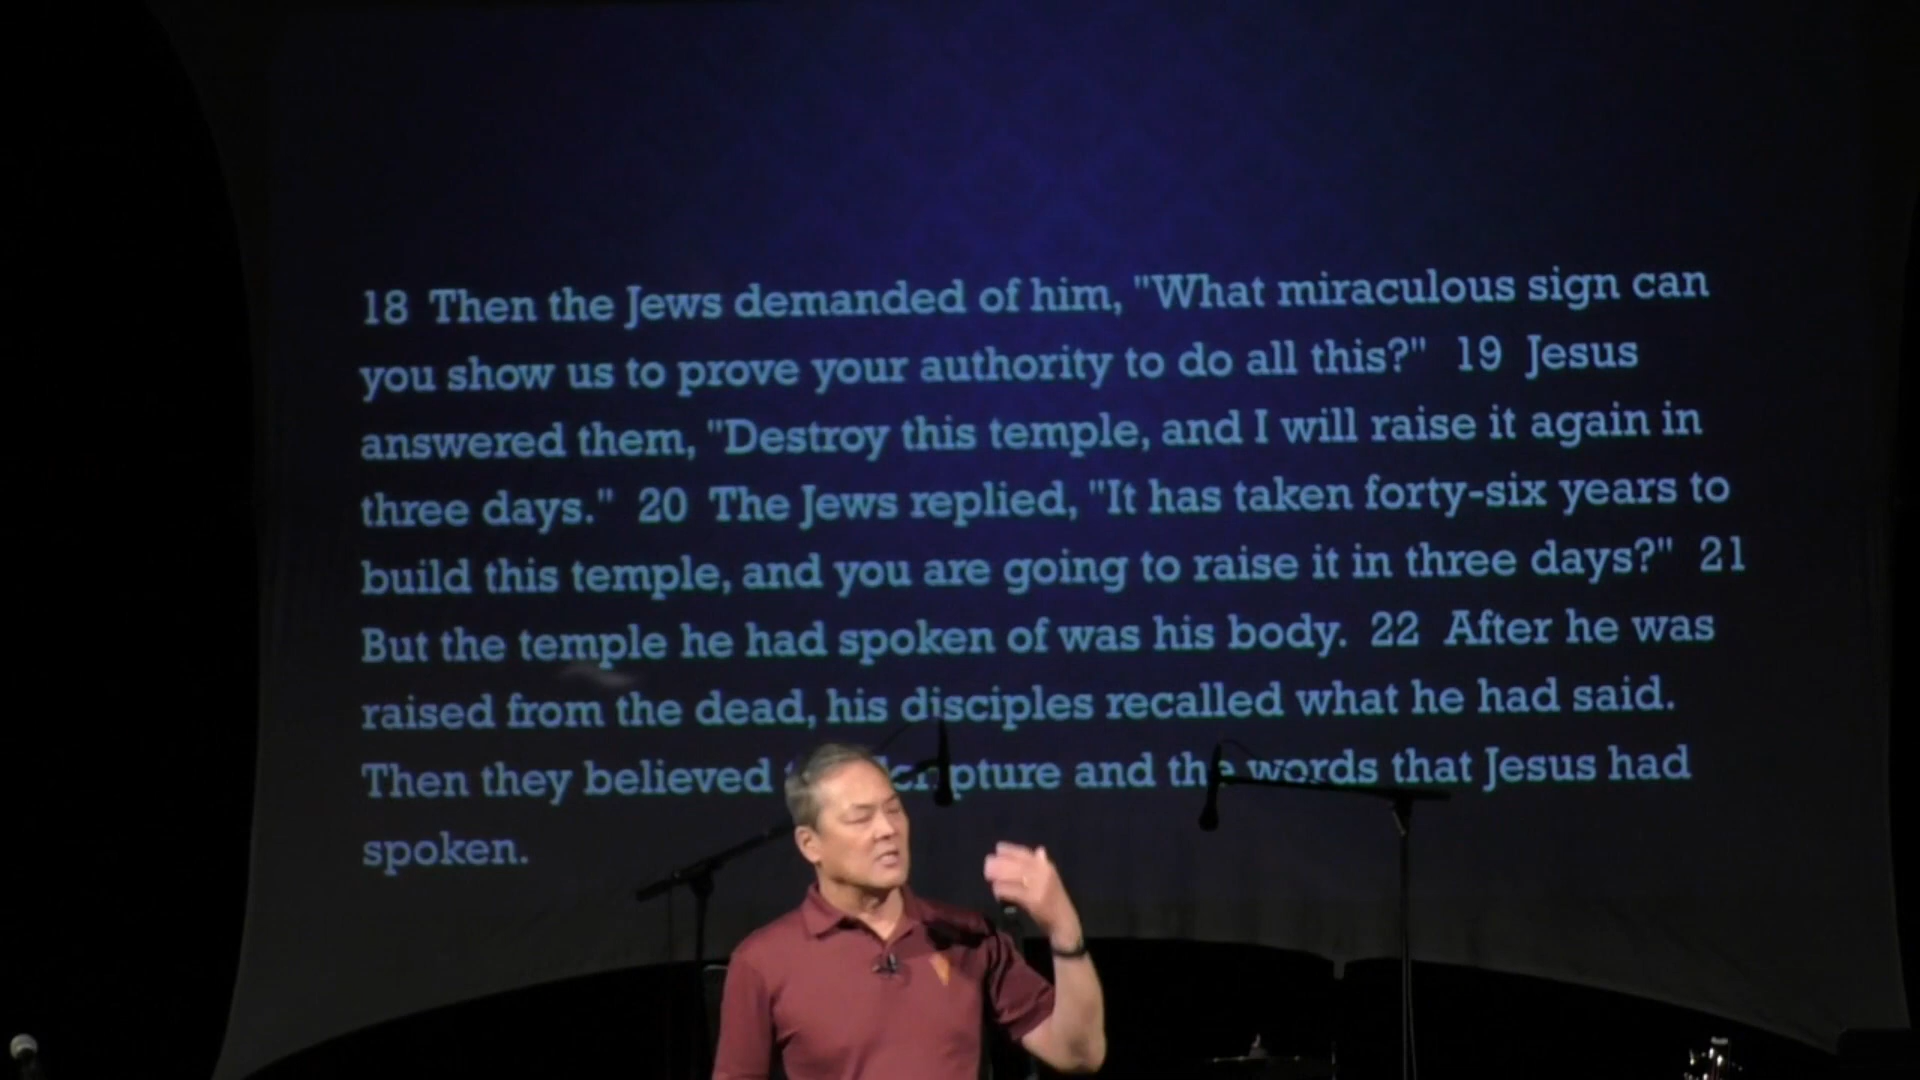 18 Then the Jews demanded of him, "What miraculous sign can
you show us to prove your authority to do all this?" 19 Jesus
answered them, "Destroy this temple, and I will raise it again in
three days." 20 The Jews replied, "It has taken forty-six years to
build this temple, and you are going to raise it in three days?" 21
But the temple he had spoken of was his body. 22 After he was
raised from the dead, his disciples recalled what he had said.
Then they believed Scripture and the words that Jesus had
spoken.